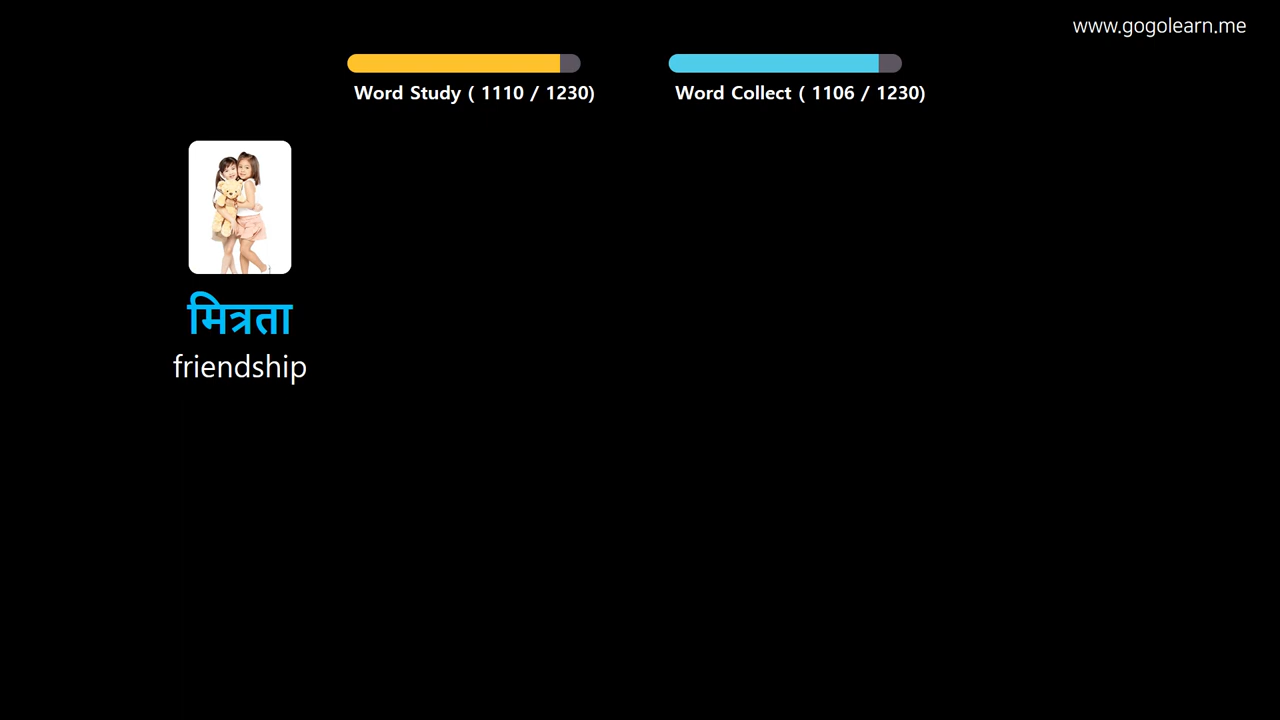 www.gogolearn.me
Word Study ( 1110 / 1230)
Word Collect ( 1106 / 1230)
मित्रता
friendship